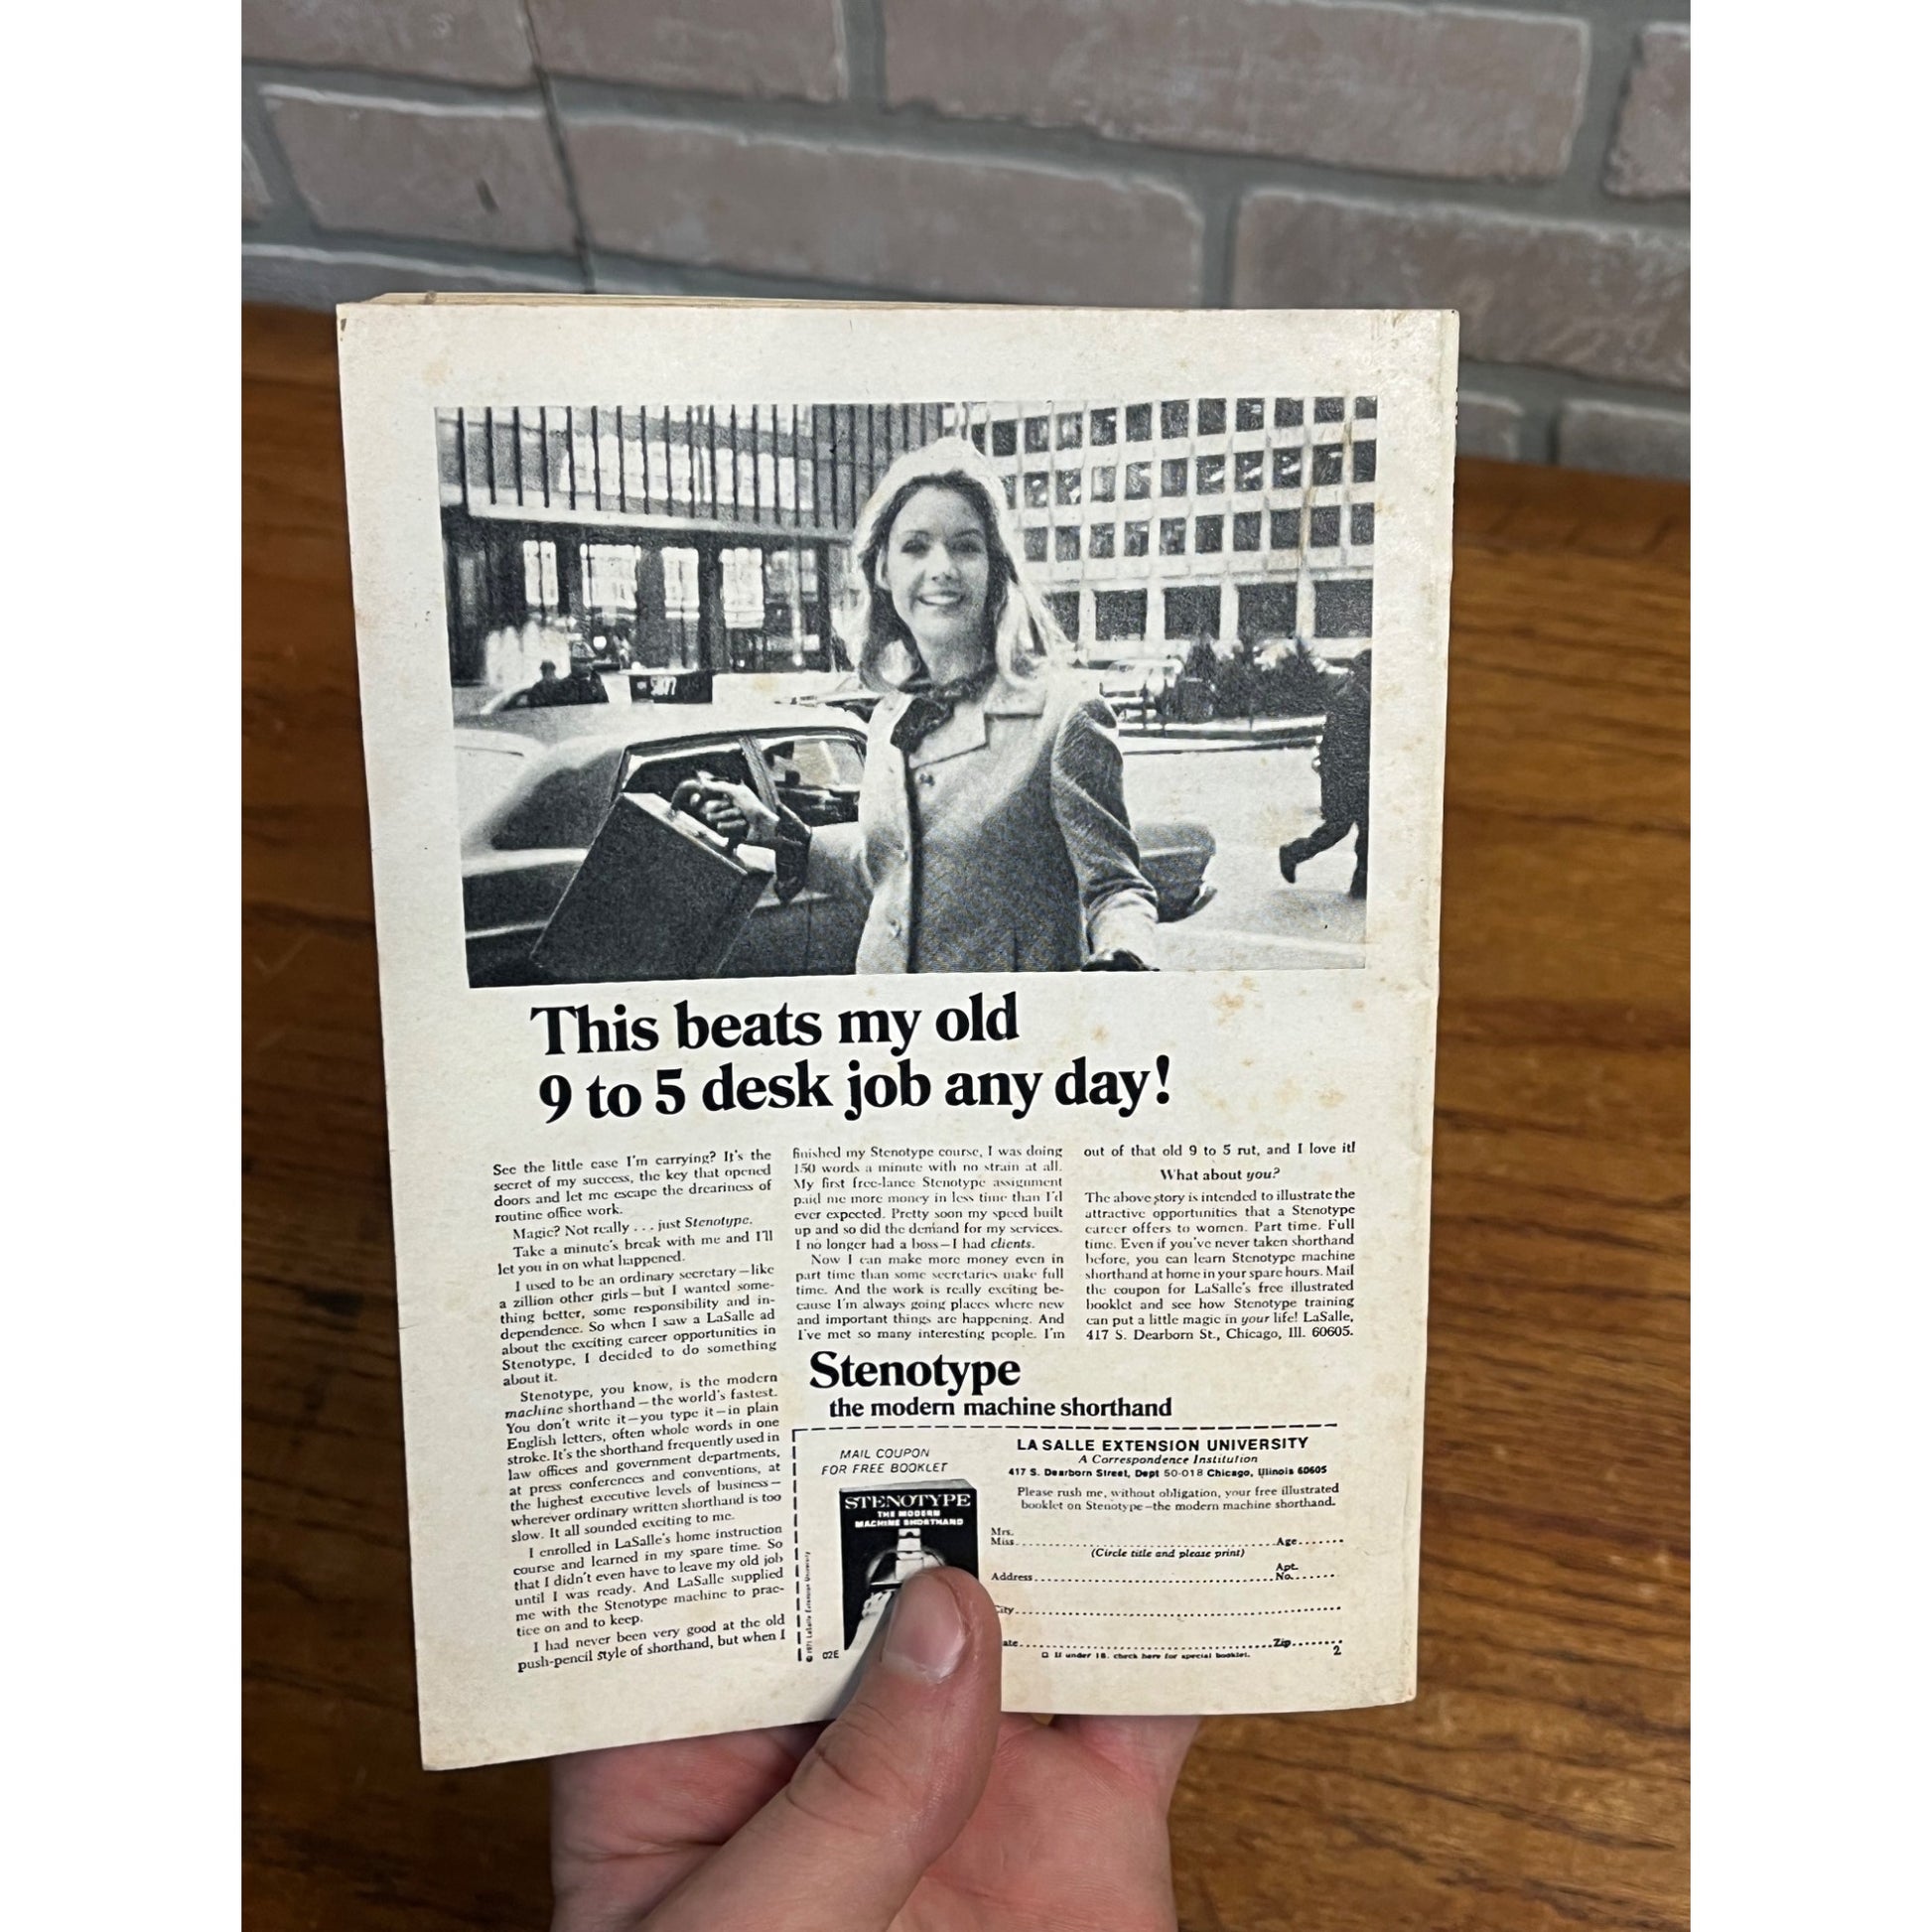 This beats my old
9 to 5 desk job any day!
See the little case I'm carrying? It's the
secret of my success, the key that opened
doors and let me escape the dreariness of
routine office work.
Magic? Not really . . . just Stenotype.
Take a minute's break with me and I'll
let you in on what happened.
I used to be an ordinary secretary—like
a zillion other girls—but I wanted some-
thing better, some responsibility and in-
dependence. So when I saw a LaSalle ad
about the exciting career opportunities in
Stenotype, I decided to do something
about it.
Stenotype, you know, is the modern
machine shorthand—the world's fastest.
You don't write it—you type it—in plain
English letters, often whole words in one
stroke. It's the shorthand frequently used in
law offices and government departments,
at press conferences and conventions, at
the highest executive levels of business—
wherever ordinary written shorthand is too
slow. It all sounded exciting to me.
I enrolled in LaSalle's home instruction
course and learned in my spare time. So
that I didn't even have to leave my old job
until I was ready. And LaSalle supplied
me with the Stenotype machine to prac-
tice on and to keep.
I had never been very good at the old
push-pencil style of shorthand, but when I
finished my Stenotype course, I was doing
150 words a minute with no strain at all.
My first free-lance Stenotype assignment
paid me more money in less time than I'd
ever expected. Pretty soon my speed built
up and so did the demand for my services.
I no longer had a boss—I had clients.
Now I can make more money even in
part time than some secretaries make full
time. And the work is really exciting be-
cause I'm always going places where new
and important things are happening. And
I've met so many interesting people. I'm
out of that old 9 to 5 rut, and I love it!
What about you?
The above story is intended to illustrate the
attractive opportunities that a Stenotype
career offers to women. Part time. Full
time. Even if you've never taken shorthand
before, you can learn Stenotype machine
shorthand at home in your spare hours. Mail
the coupon for LaSalle's free illustrated
booklet and see how Stenotype training
can put a little magic in your life! LaSalle,
417 S. Dearborn St., Chicago, Ill. 60605.
Stenotype
the modern machine shorthand
MAIL COUPON
FOR FREE BOOKLET
STENOTYPE
THE MODERN
MACHINE SHORTHAND
© 1971 LaSalle Extension University
02E
LA SALLE EXTENSION UNIVERSITY
A Correspondence Institution
417 S. Dearborn Street, Dept 50-018 Chicago, Illinois 60605
Please rush me, without obligation, your free illustrated
booklet on Stenotype—the modern machine shorthand.
Mrs.
Miss Age
(Circle title and please print)
Address Apt. No.
City
Zip
If under 18, check here for special booklet.
2